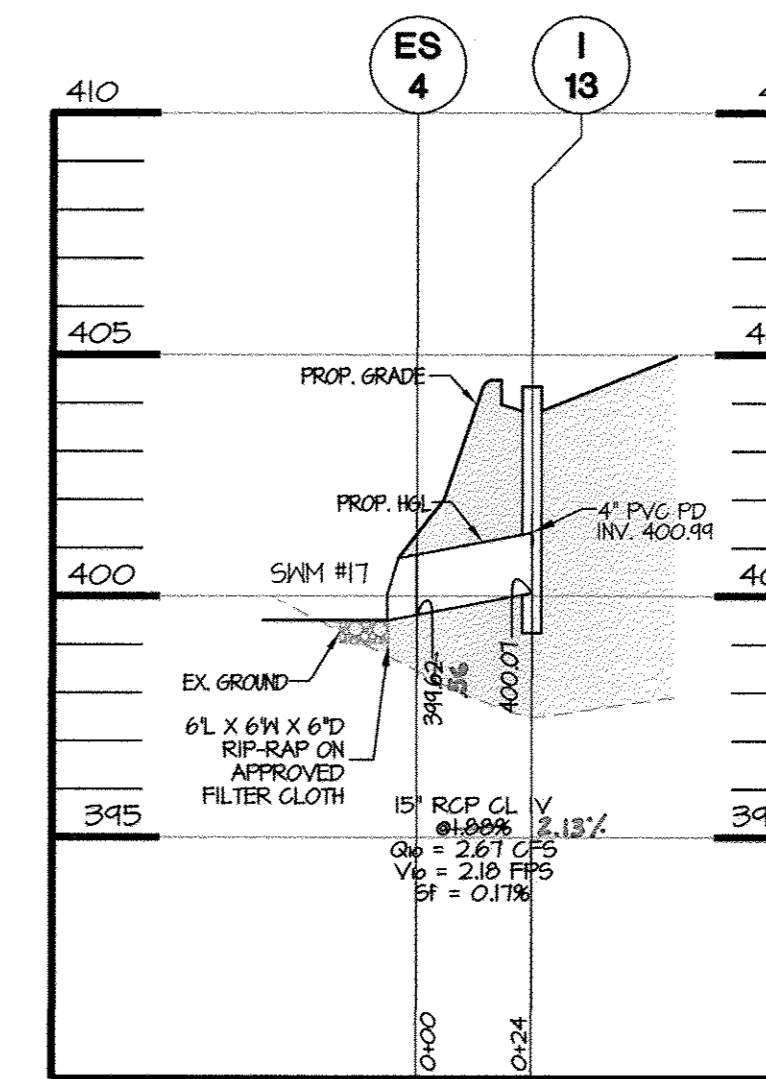 ES
4
I
13
410
405
PROP. GRADE
PROP. HGL
4" PVC PD
INV. 400.99
400
SWM #17
EX. GROUND
399.62
.56
400.07
6'L X 6'W X 6"D
RIP-RAP ON
APPROVED
FILTER CLOTH
395
15" RCP CL IV
@1.88% 2.13%
Q10 = 2.67 CFS
V10 = 2.18 FPS
Sf = 0.17%
0+00
0+24